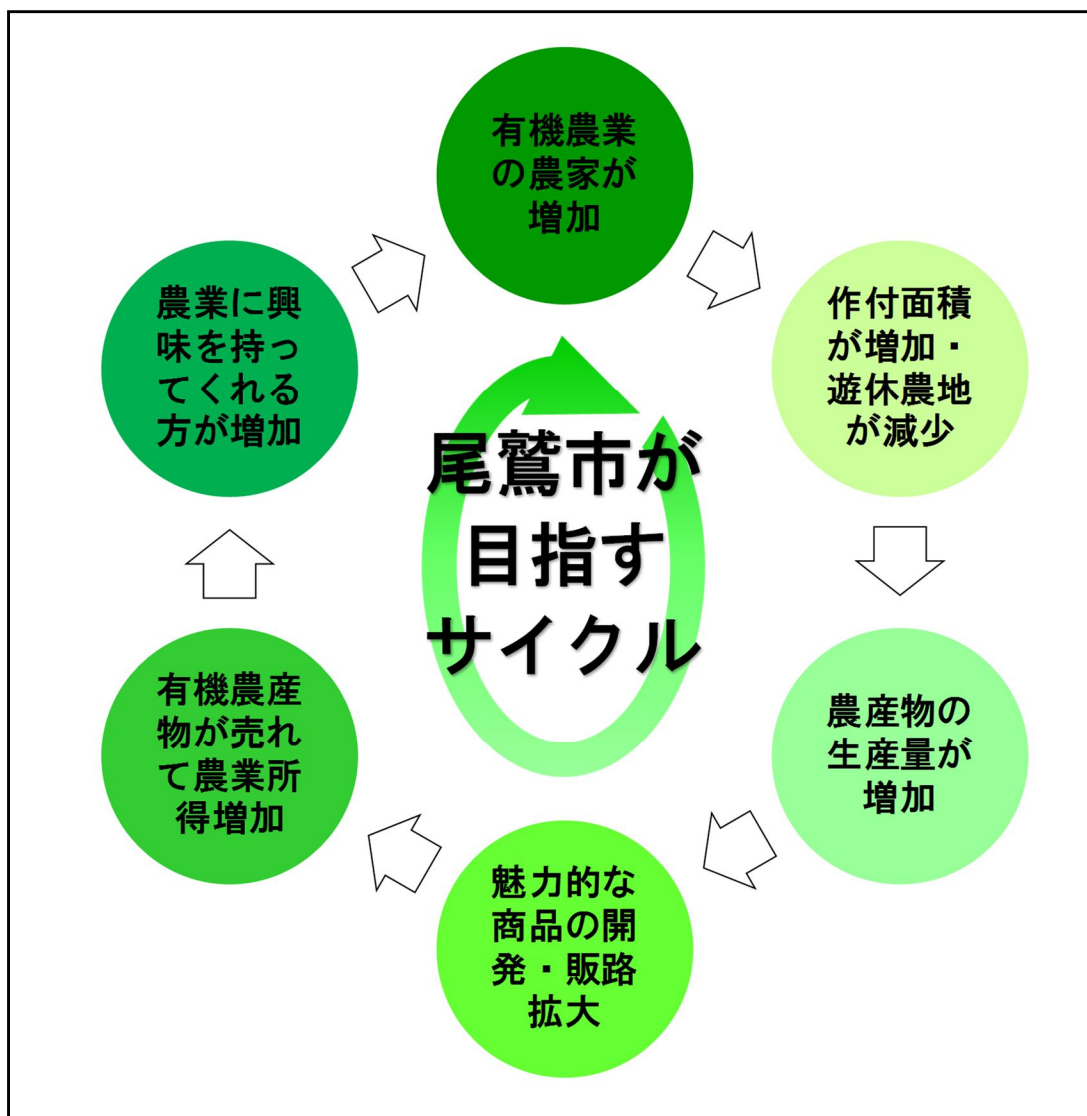 有機農業
の農家が
増加
作付面積
が増加・
遊休農地
が減少
農産物の
生産量が
増加
魅力的な
商品の開
発・販路
拡大
有機農産
物が売れ
て農業所
得増加
農業に興
味を持っ
てくれる
方が増加
尾鷲市が
目指す
サイクル